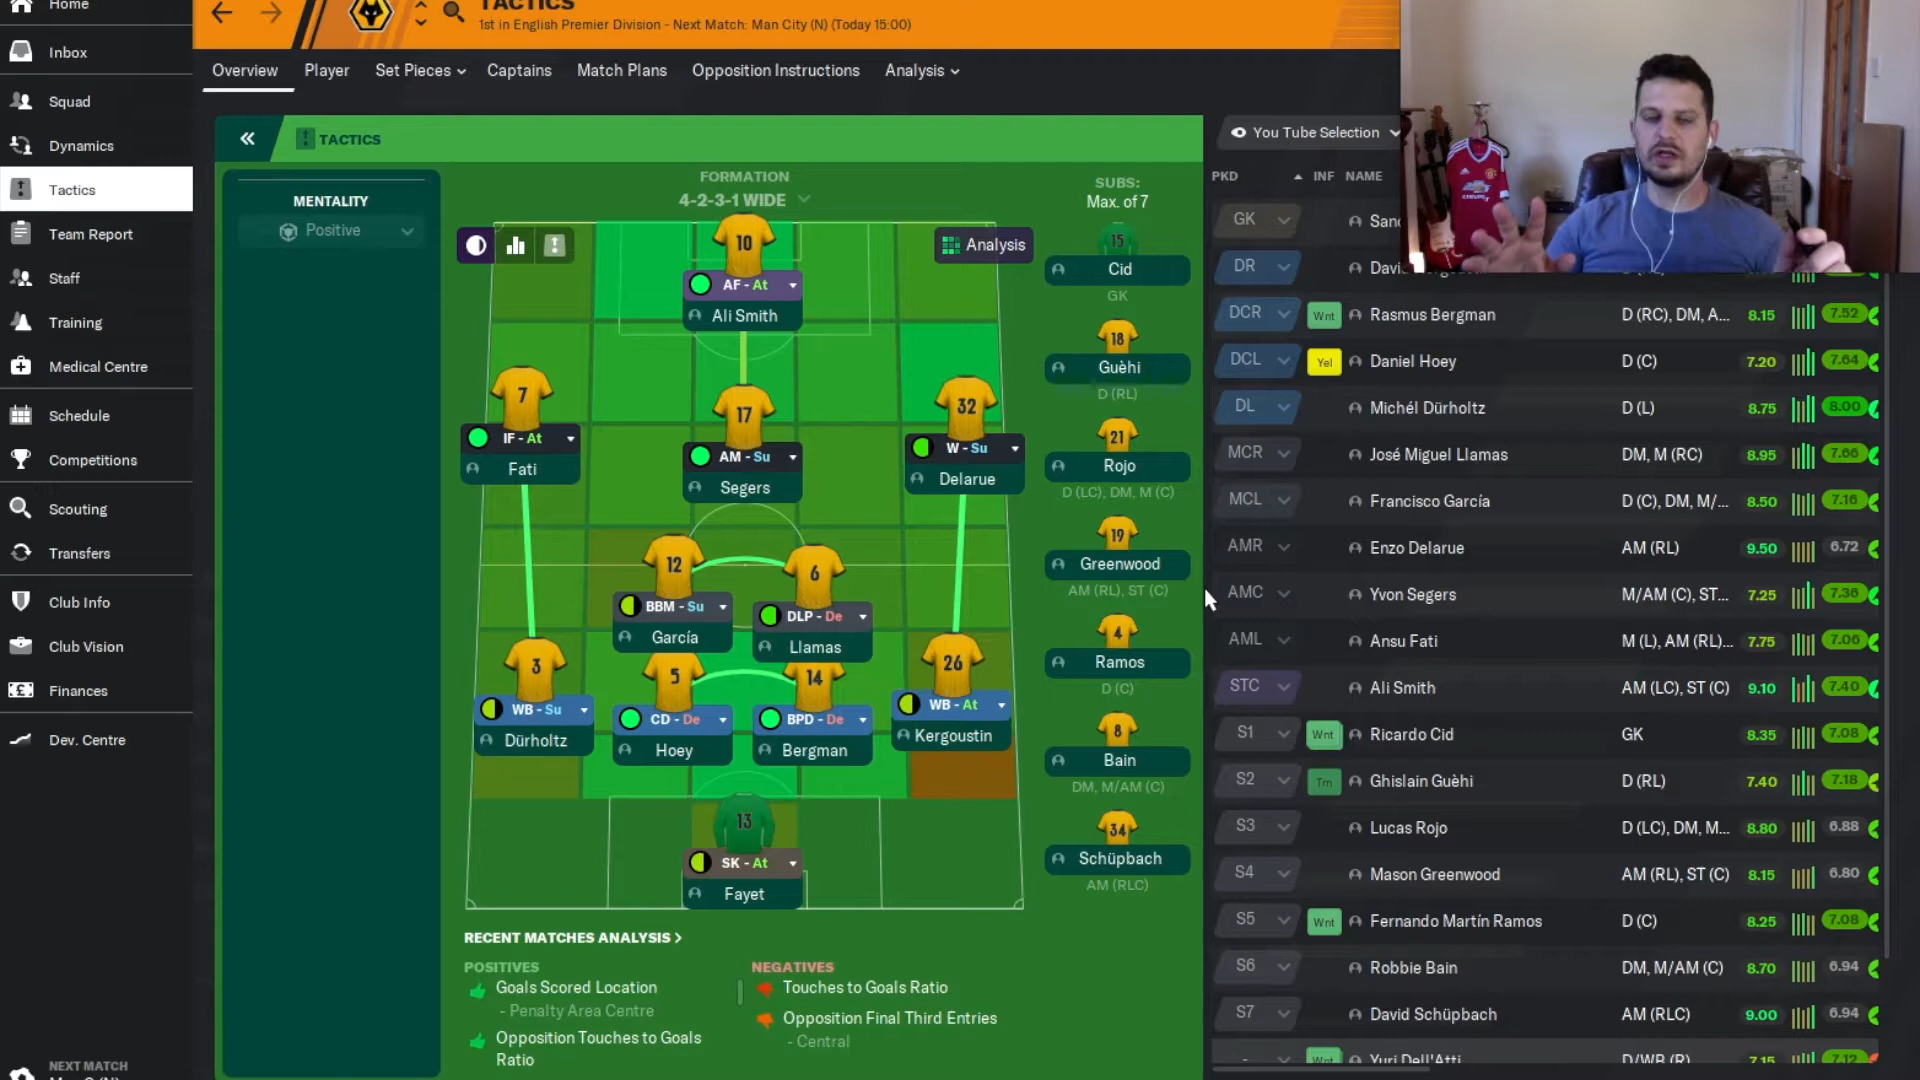 Home
Inbox
Squad
Dynamics
Tactics
Team Report
Staff
Training
Medical Centre
Schedule
Competitions
Scouting
Transfers
Club Info
Club Vision
Finances
Dev. Centre
NEXT MATCH
TACTICS
1st in English Premier Division - Next Match: Man City (N) (Today 15:00)
Overview
Player
Set Pieces
Captains
Match Plans
Opposition Instructions
Analysis
TACTICS
MENTALITY
Positive
FORMATION
4-2-3-1 WIDE
Analysis
10
AF - At
Ali Smith
7
IF - At
Fati
17
AM - Su
Segers
32
W - Su
Delarue
12
BBM - Su
García
6
DLP - De
Llamas
3
WB - Su
Dürholtz
5
CD - De
Hoey
14
BPD - De
Bergman
26
WB - At
Kergoustin
13
SK - At
Fayet
SUBS:
Max. of 7
15
Cid
GK
18
Guèhi
D (RL)
21
Rojo
D (LC), DM, M (C)
19
Greenwood
AM (RL), ST (C)
4
Ramos
D (C)
8
Bain
DM, M/AM (C)
34
Schüpbach
AM (RLC)
RECENT MATCHES ANALYSIS >
POSITIVES
Goals Scored Location
- Penalty Area Centre
Opposition Touches to Goals
Ratio
NEGATIVES
Touches to Goals Ratio
Opposition Final Third Entries
- Central
You Tube Selection
PKD INF NAME
GK
DR
DCR Wnt Rasmus Bergman D (RC), DM, A... 8.15 7.52
DCL Yel Daniel Hoey D (C) 7.20 7.64
DL Michél Dürholtz D (L) 8.75 8.00
MCR José Miguel Llamas DM, M (RC) 8.95 7.66
MCL Francisco García D (C), DM, M/... 8.50 7.16
AMR Enzo Delarue AM (RL) 9.50 6.72
AMC Yvon Segers M/AM (C), ST... 7.25 7.36
AML Ansu Fati M (L), AM (RL)... 7.75 7.06
STC Ali Smith AM (LC), ST (C) 9.10 7.40
S1 Wnt Ricardo Cid GK 8.35 7.08
S2 Trn Ghislain Guèhi D (RL) 7.40 7.18
S3 Lucas Rojo D (LC), DM, M... 8.80 6.88
S4 Mason Greenwood AM (RL), ST (C) 8.15 6.80
S5 Wnt Fernando Martín Ramos D (C) 8.25 7.08
S6 Robbie Bain DM, M/AM (C) 8.70 6.94
S7 David Schüpbach AM (RLC) 9.00 6.94
- Wnt Yuri Dell'Atti D/WB (R) 7.15 7.12